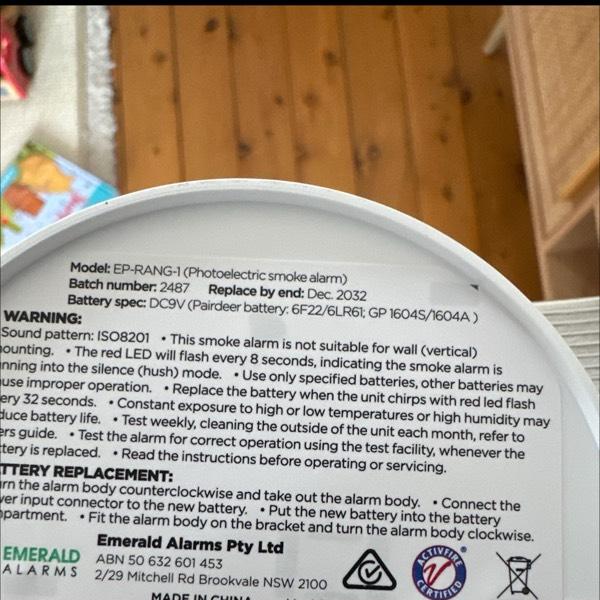 Model: EP-RANG-1 (Photoelectric smoke alarm)
Batch number: 2487 Replace by end: Dec. 2032
Battery spec: DC9V (Pairdeer battery: 6F22/6LR61; GP 1604S/1604A )
WARNING:
Sound pattern: ISO8201 • This smoke alarm is not suitable for wall (vertical)
ounting. • The red LED will flash every 8 seconds, indicating the smoke alarm is
nning into the silence (hush) mode. • Use only specified batteries, other batteries may
use improper operation. • Replace the battery when the unit chirps with red led flash
ery 32 seconds. • Constant exposure to high or low temperatures or high humidity may
duce battery life. • Test weekly, cleaning the outside of the unit each month, refer to
ers guide. • Test the alarm for correct operation using the test facility, whenever the
ttery is replaced. • Read the instructions before operating or servicing.
TTERY REPLACEMENT:
urn the alarm body counterclockwise and take out the alarm body. • Connect the
wer input connector to the new battery. • Put the new battery into the battery
mpartment. • Fit the alarm body on the bracket and turn the alarm body clockwise.
EMERALD
ALARMS
Emerald Alarms Pty Ltd
ABN 50 632 601 453
2/29 Mitchell Rd Brookvale NSW 2100
MADE IN CHINA
ACTIVFIRE
CERTIFIED